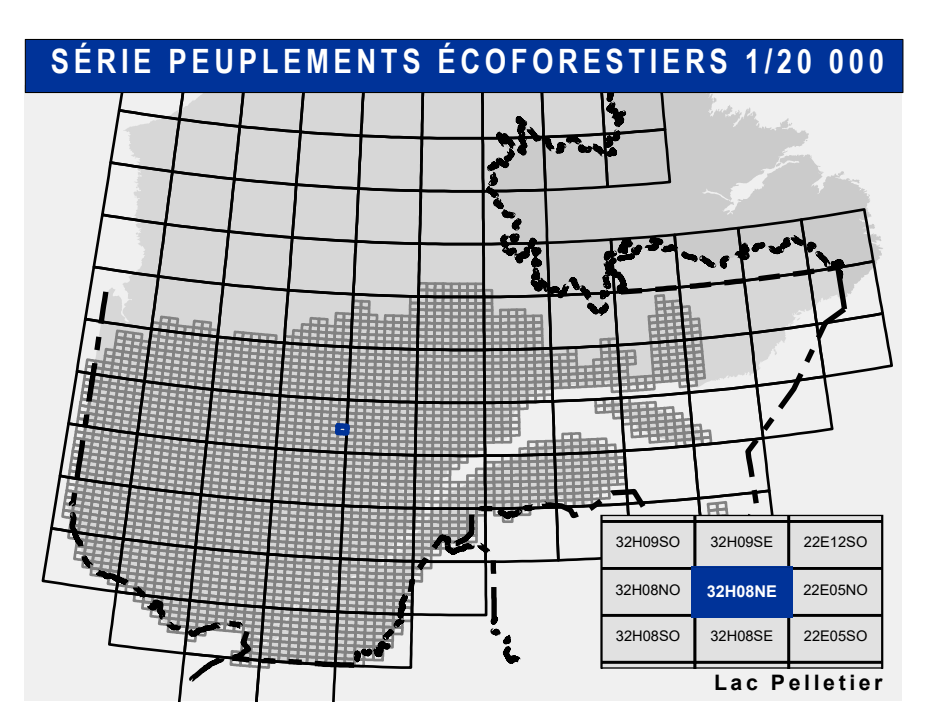 SÉRIE PEUPLEMENTS ÉCOFORESTIERS 1/20 000
32H09SO 32H09SE 22E12SO
32H08NO 32H08NE 22E05NO
32H08SO 32H08SE 22E05SO
Lac Pelletier